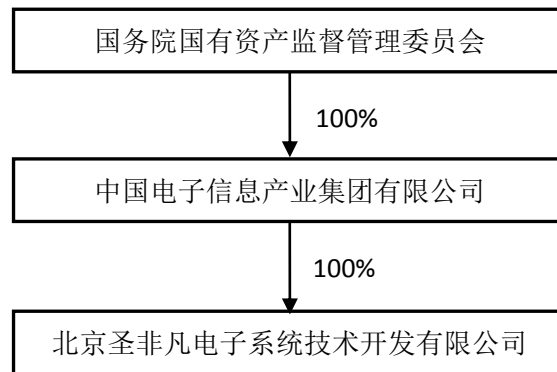 国务院国有资产监督管理委员会
100%
中国电子信息产业集团有限公司
100%
北京圣非凡电子系统技术开发有限公司